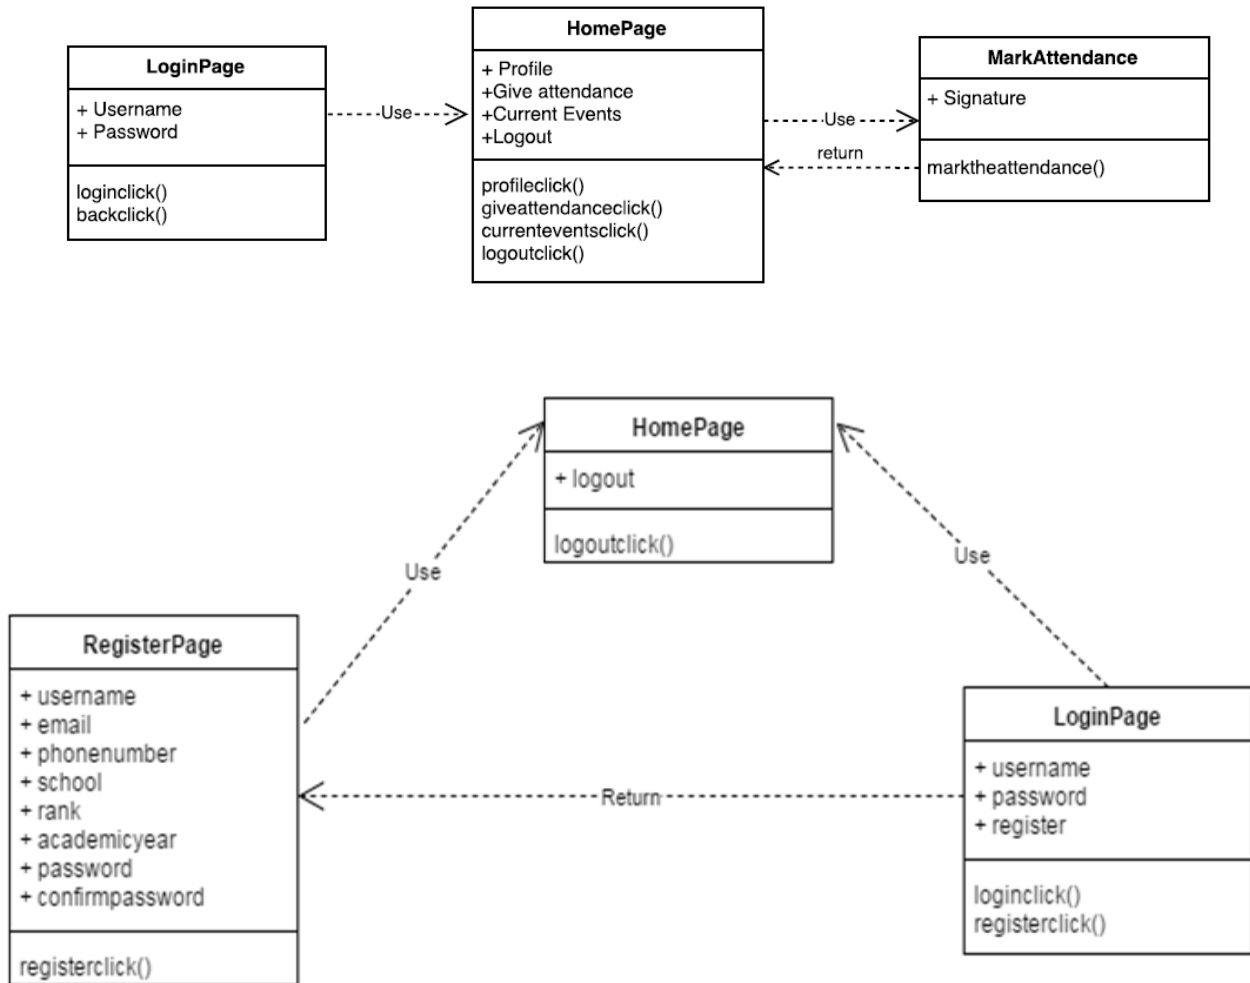 LoginPage
+ Username
+ Password
loginclick()
backclick()
Use
HomePage
+ Profile
+Give attendance
+Current Events
+Logout
profileclick()
giveattendanceclick()
currenteventsclick()
logoutclick()
Use
return
MarkAttendance
+ Signature
marktheattendance()
HomePage
+ logout
logoutclick()
Use
Use
RegisterPage
+ username
+ email
+ phonenumber
+ school
+ rank
+ academicyear
+ password
+ confirmpassword
registerclick()
Return
LoginPage
+ username
+ password
+ register
loginclick()
registerclick()